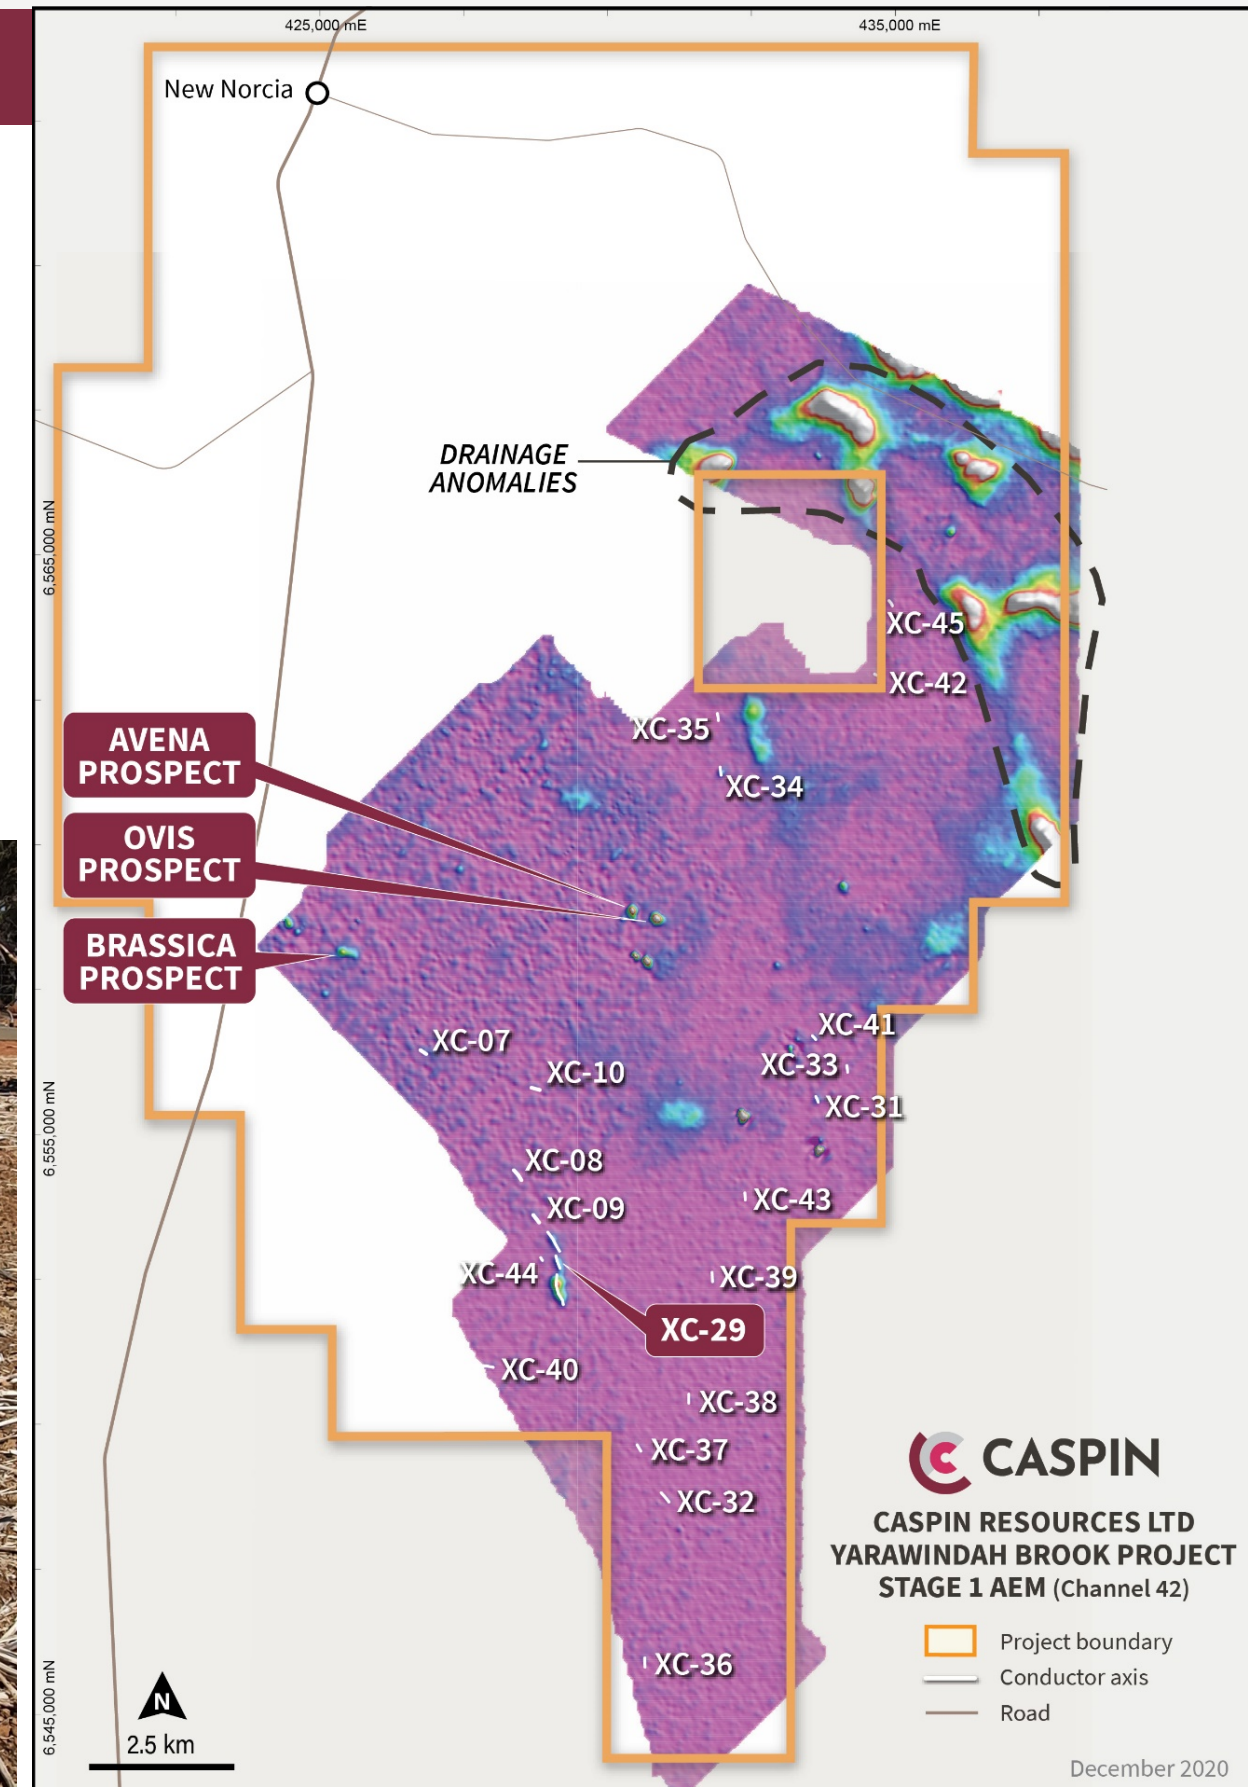 425,000 mE
435,000 mE
New Norcia
DRAINAGE
ANOMALIES
6,565,000 mN
XC-45
XC-42
XC-35
XC-34
AVENA
PROSPECT
OVIS
PROSPECT
BRASSICA
PROSPECT
XC-41
XC-07
XC-33
XC-10
XC-31
6,555,000 mN
XC-08
XC-43
XC-09
XC-44
XC-39
XC-29
XC-40
XC-38
XC-37
XC-32
CASPIN
CASPIN RESOURCES LTD
YARAWINDAH BROOK PROJECT
STAGE 1 AEM (Channel 42)
Project boundary
XC-36
Conductor axis
6,545,000 mN
N
Road
2.5 km
December 2020